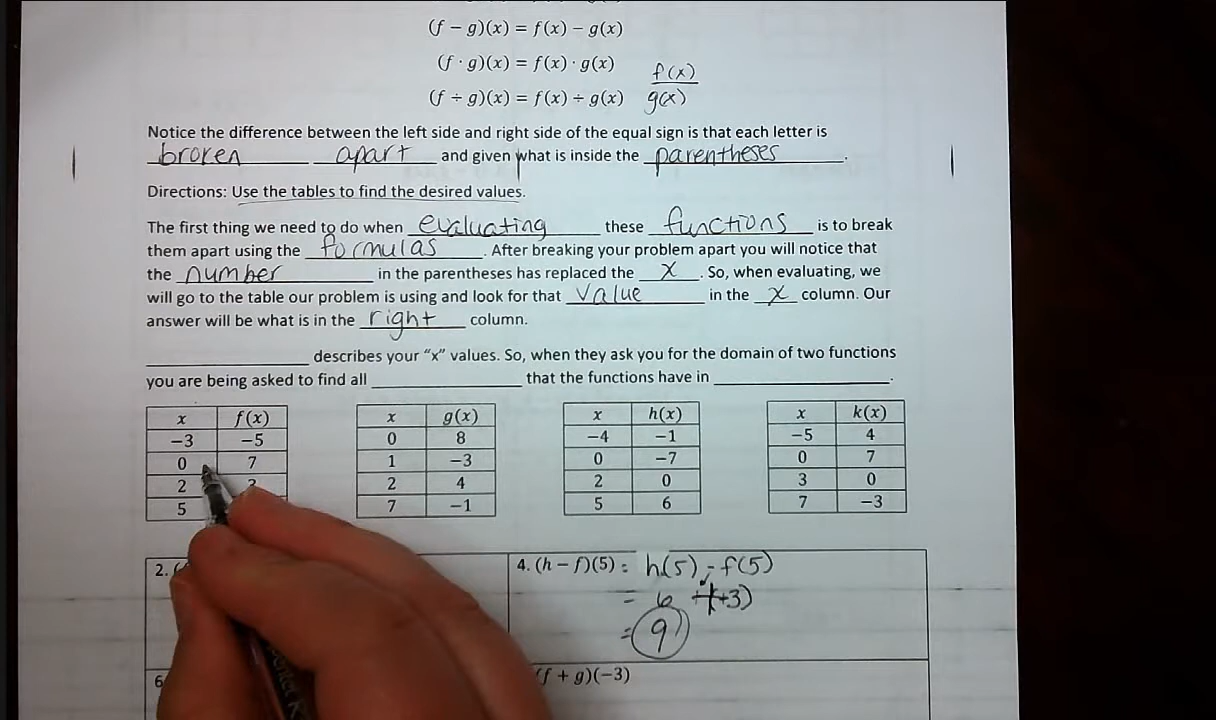 (f − g)(x) = f(x) − g(x)
(f · g)(x) = f(x) · g(x)
(f ÷ g)(x) = f(x) ÷ g(x) f(x)
g(x)
Notice the difference between the left side and right side of the equal sign is that each letter is
broken apart and given what is inside the parentheses.
Directions: Use the tables to find the desired values.
The first thing we need to do when evaluating these functions is to break
them apart using the formulas. After breaking your problem apart you will notice that
the number in the parentheses has replaced the x. So, when evaluating, we
will go to the table our problem is using and look for that value in the x column. Our
answer will be what is in the right column.
describes your “x” values. So, when they ask you for the domain of two functions
you are being asked to find all that the functions have in .
x f(x)
−3 −5
0 7
2
5
x g(x)
0 8
1 −3
2 4
7 −1
x h(x)
−4 −1
0 −7
2 0
5 6
x k(x)
−5 4
0 7
3 0
7 −3
2.
4. (h − f)(5) = h(5) - f(5)
= 6 + (+3)
= 9
6
f + g)(−3)